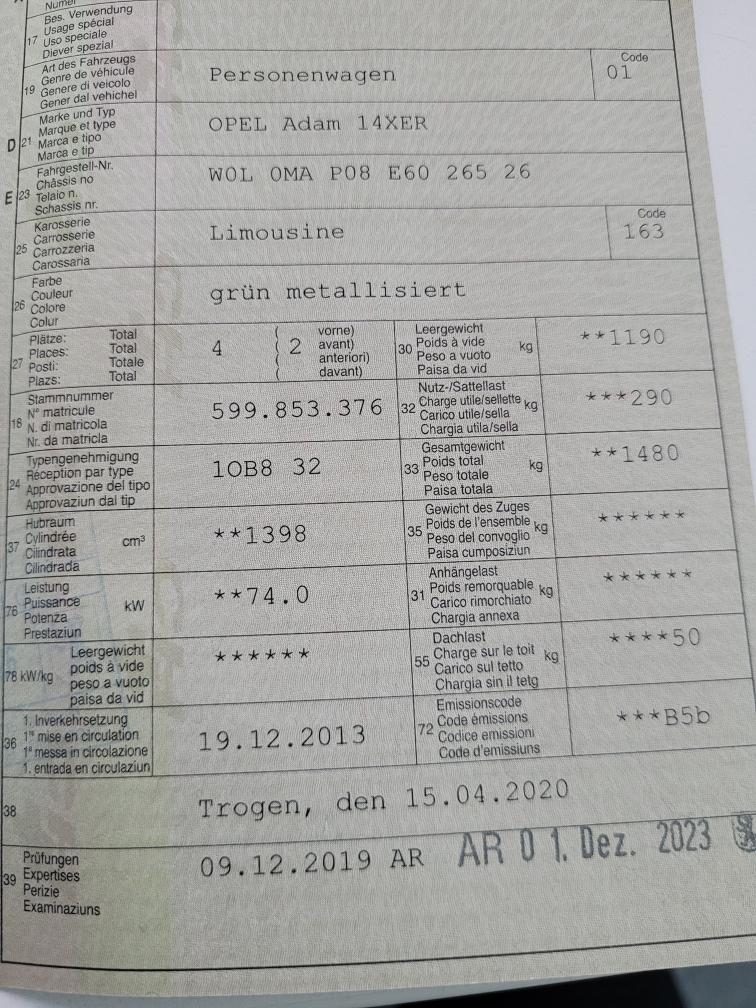 Numer
17 Bes. Verwendung
Usage spécial
Uso speciale
Diever spezial
19 Art des Fahrzeugs
Genre de véhicule
Genere di veicolo
Gener dal vehichel
Personenwagen
Code
01
D 21 Marke und Typ
Marque et type
Marca e tipo
Marca e tip
OPEL Adam 14XER
E 23 Fahrgestell-Nr.
Châssis no
Telaio n.
Schassis nr.
WOL OMA P08 E60 265 26
25 Karosserie
Carrosserie
Carrozzeria
Carossaria
Limousine
Code
163
26 Farbe
Couleur
Colore
Colur
grün metallisiert
27 Plätze: Total
Places: Total
Posti: Totale
Plazs: Total
4
( 2 vorne)
( avant)
( anteriori)
( davant)
30 Leergewicht
Poids à vide
Peso a vuoto
Paisa da vid
kg
**1190
18 Stammnummer
N° matricule
N. di matricola
Nr. da matricla
599.853.376
32 Nutz-/Sattellast
Charge utile/sellette
Carico utile/sella
Chargia utila/sella
kg
***290
24 Typengenehmigung
Réception par type
Approvazione del tipo
Approvaziun dal tip
1OB8 32
33 Gesamtgewicht
Poids total
Peso totale
Paisa totala
kg
**1480
37 Hubraum
Cylindrée
Cilindrata
Cilindrada
cm³
**1398
35 Gewicht des Zuges
Poids de l'ensemble
Peso del convoglio
Paisa cumposiziun
kg
******
76 Leistung
Puissance
Potenza
Prestaziun
kW
**74.0
31 Anhängelast
Poids remorquable
Carico rimorchiato
Chargia annexa
kg
******
78 kW/kg
Leergewicht
poids à vide
peso a vuoto
paisa da vid
******
55 Dachlast
Charge sur le toit
Carico sul tetto
Chargia sin il tetg
kg
****50
36 1. Inverkehrsetzung
1re mise en circulation
1a messa in circolazione
1. entrada en circulaziun
19.12.2013
72 Emissionscode
Code émissions
Codice emissioni
Code d'emissiuns
***B5b
38
Trogen, den 15.04.2020
39 Prüfungen
Expertises
Perizie
Examinaziuns
09.12.2019 AR
AR 0 1. Dez. 2023